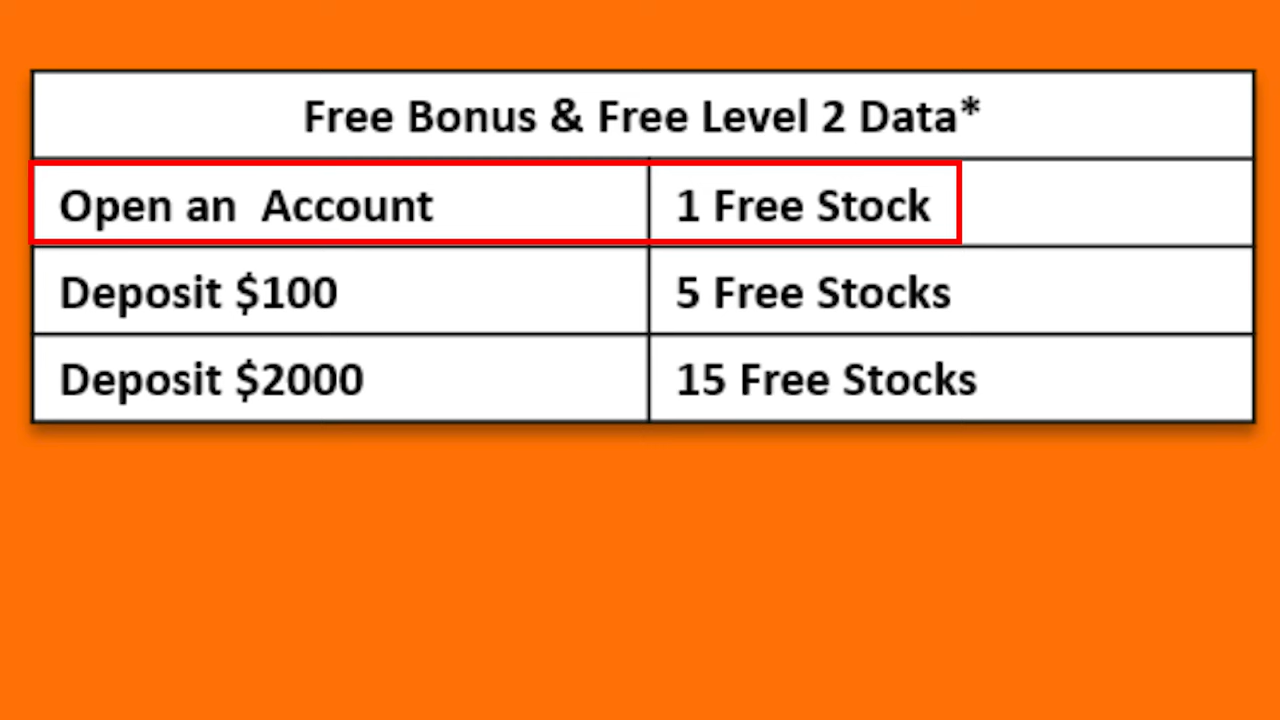 Free Bonus & Free Level 2 Data*
Open an  Account
1 Free Stock
Deposit $100
5 Free Stocks
Deposit $2000
15 Free Stocks